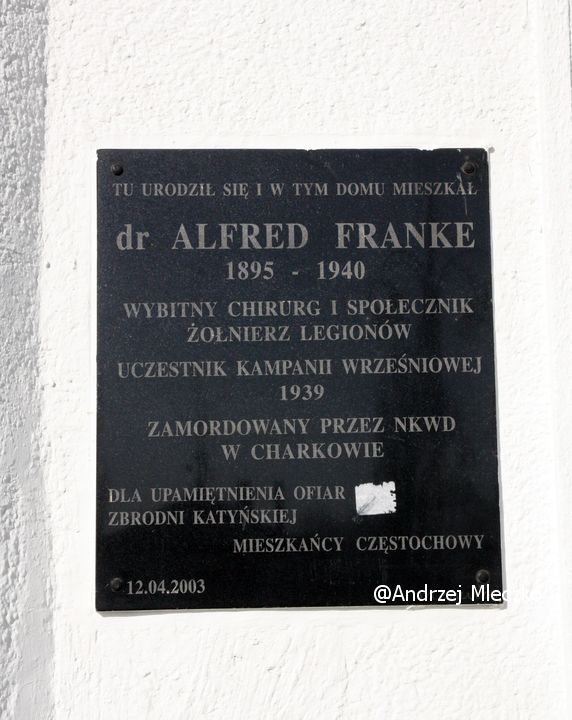 TU URODZIŁ SIĘ I W TYM DOMU MIESZKAŁ
dr ALFRED FRANKE
1895 - 1940
WYBITNY CHIRURG I SPOŁECZNIK
ŻOŁNIERZ LEGIONÓW
UCZESTNIK KAMPANII WRZEŚNIOWEJ
1939
ZAMORDOWANY PRZEZ NKWD
W CHARKOWIE
DLA UPAMIĘTNIENIA OFIAR
ZBRODNI KATYŃSKIEJ
MIESZKAŃCY CZĘSTOCHOWY
12.04.2003
@Andrzej